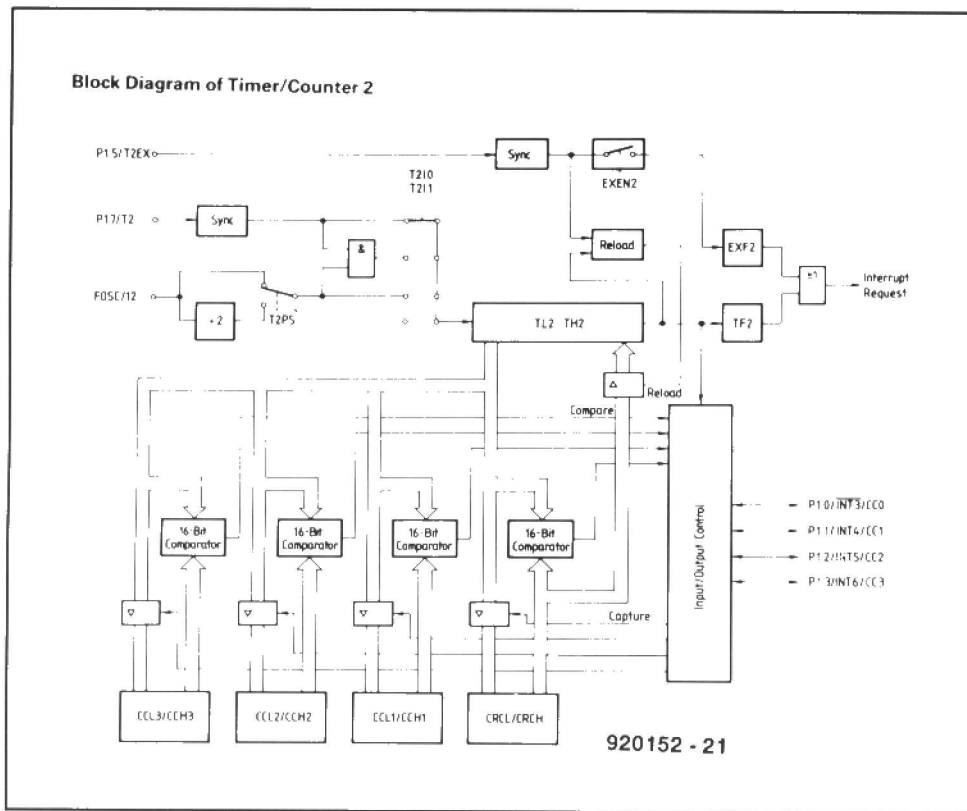 Block Diagram of Timer/Counter 2
P1.5/T2EX
Sync
EXEN2
T2I0
T2I1
P1.7/T2
Sync
&
Reload
EXF2
≥1
Interrupt
Request
FOSC/12
÷2
T2PS
TL2 TH2
TF2
Reload
Compare
16-Bit
Comparator
16-Bit
Comparator
16-Bit
Comparator
16-Bit
Comparator
Input/Output Control
P1.0/INT3/CC0
P1.1/INT4/CC1
P1.2/INT5/CC2
P1.3/INT6/CC3
Capture
CCL3/CCH3
CCL2/CCH2
CCL1/CCH1
CRCL/CRCH
920152 - 21